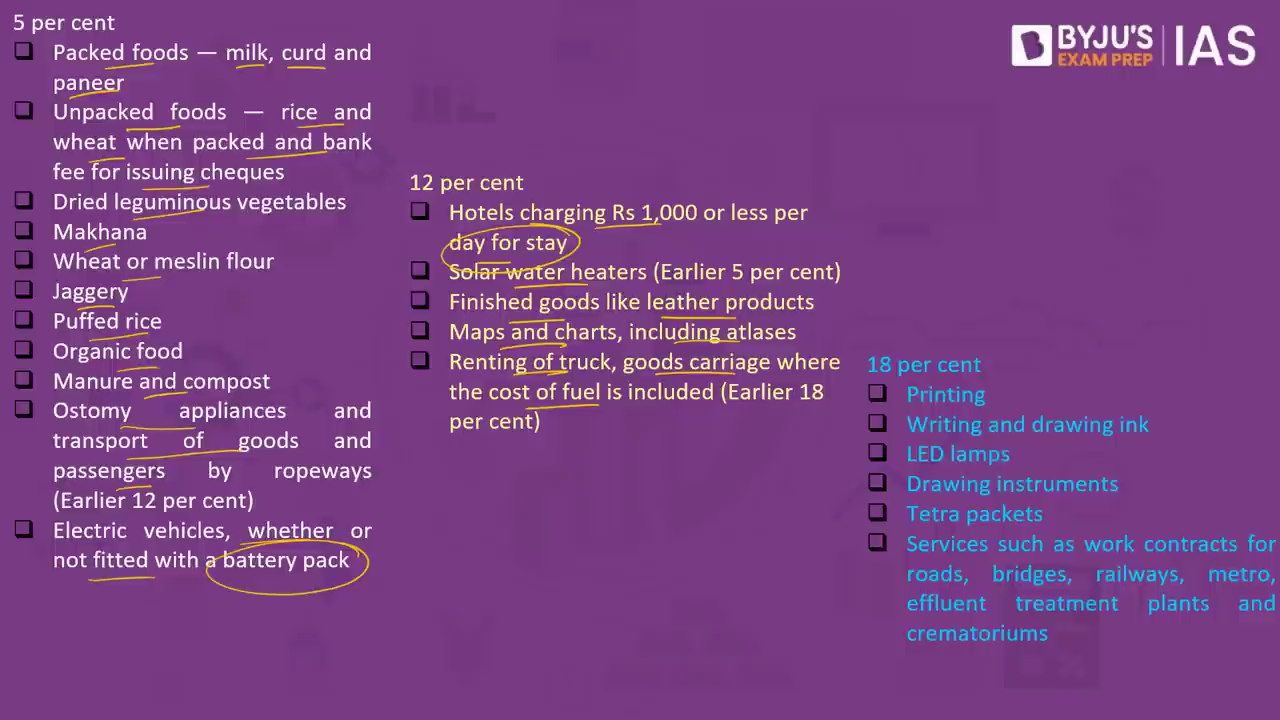 5 per cent
Packed foods — milk, curd and
paneer
Unpacked foods — rice and
wheat when packed and bank
fee for issuing cheques
Dried leguminous vegetables
Makhana
Wheat or meslin flour
Jaggery
Puffed rice
Organic food
Manure and compost
Ostomy appliances and
transport of goods and
passengers by ropeways
(Earlier 12 per cent)
Electric vehicles, whether or
not fitted with a battery pack
12 per cent
Hotels charging Rs 1,000 or less per
day for stay
Solar water heaters (Earlier 5 per cent)
Finished goods like leather products
Maps and charts, including atlases
Renting of truck, goods carriage where
the cost of fuel is included (Earlier 18
per cent)
BYJU'S
EXAM PREP
IAS
18 per cent
Printing
Writing and drawing ink
LED lamps
Drawing instruments
Tetra packets
Services such as work contracts for
roads, bridges, railways, metro,
effluent treatment plants and
crematoriums